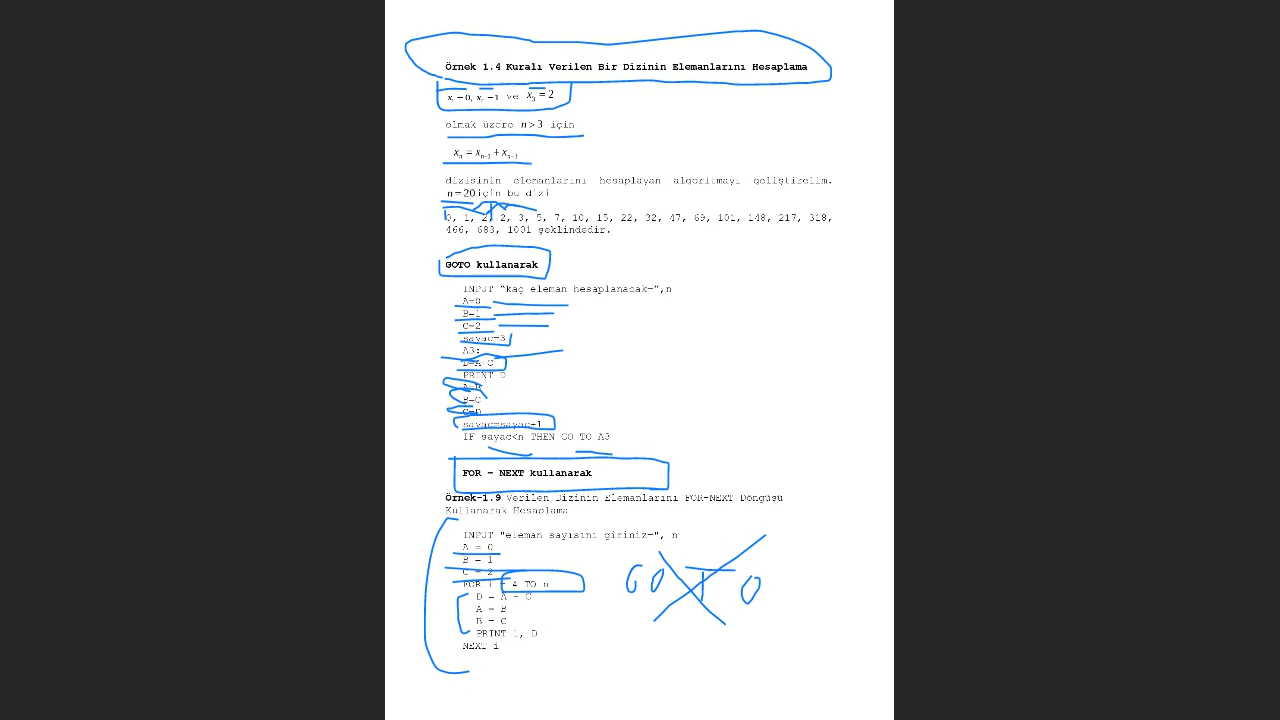 Örnek 1.4 Kuralı Verilen Bir Dizinin Elemanlarını Hesaplama
x₁=0, x₂=1 ve x₃=2
olmak üzere n>3 için
xₙ = xₙ₋₁ + xₙ₋₃
dizisinin elemanlarını hesaplayan algoritmayı geliştirelim.
n=20 için bu dizi
0, 1, 2, 2, 3, 5, 7, 10, 15, 22, 32, 47, 69, 101, 148, 217, 318,
466, 683, 1001 şeklindedir.
GOTO kullanarak
INPUT “kaç eleman hesaplanacak=”,n
A=0
B=1
C=2
sayac=3
A3:
D=A+C
PRINT D
A=B
B=C
C=D
sayac=sayac+1
IF sayac<n THEN GO TO A3
FOR – NEXT kullanarak
Örnek-1.9 Verilen Dizinin Elemanlarını FOR-NEXT Döngüsü
Kullanarak Hesaplama
INPUT "eleman sayısını giriniz=", n
A = 0
B = 1
C = 2
FOR i = 4 TO n
D = A + C
A = B
B = C
PRINT i, D
NEXT i
GO TO